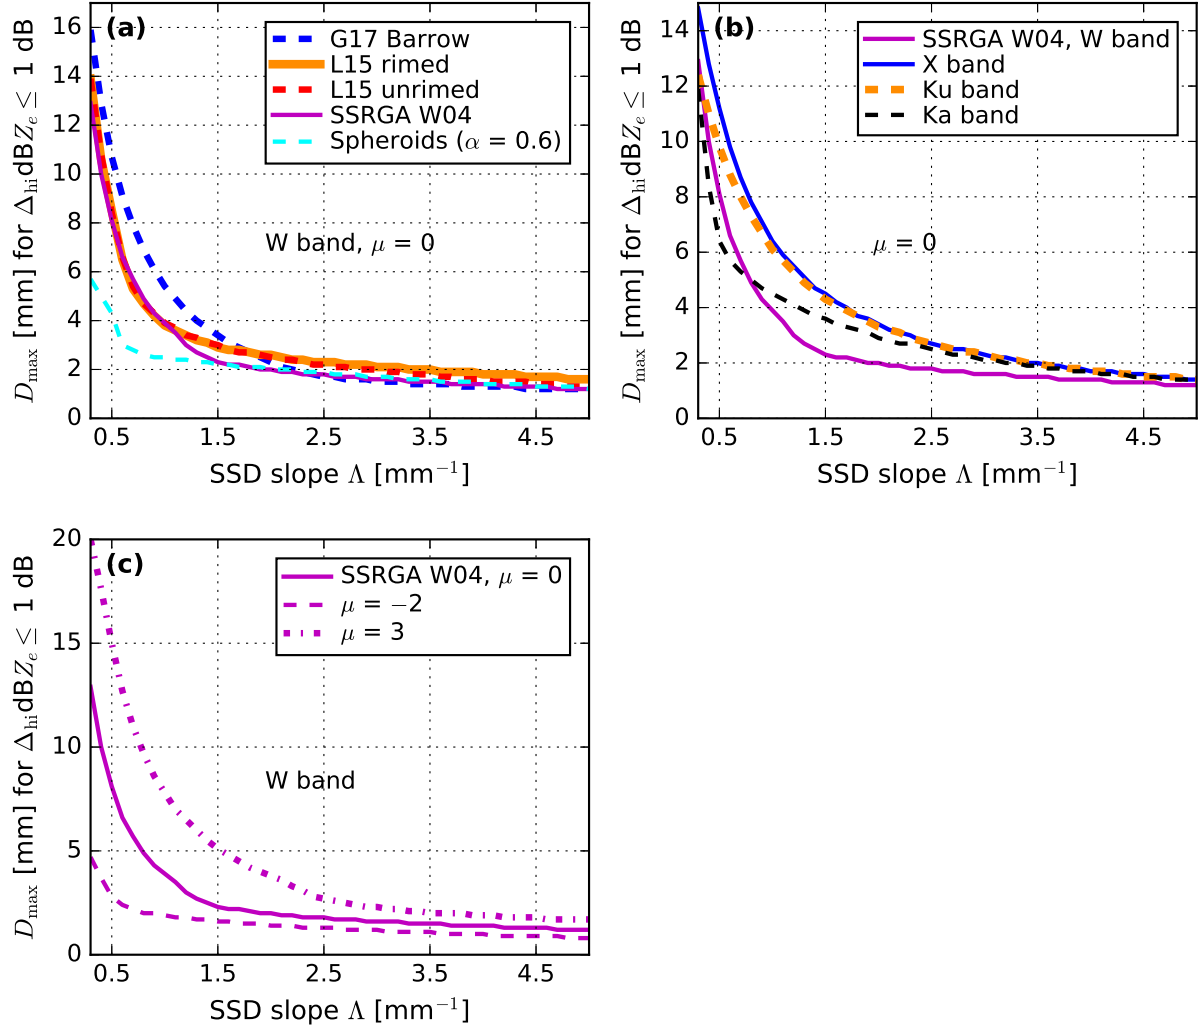 (a)
G17 Barrow
L15 rimed
L15 unrimed
SSRGA W04
Spheroids (α = 0.6)
W band, μ = 0
D_max [mm] for Δ_hi dBZ_e ≤ 1 dB
16
14
12
10
8
6
4
2
0
0.5 1.5 2.5 3.5 4.5
SSD slope Λ [mm⁻¹]
(b)
SSRGA W04, W band
X band
Ku band
Ka band
μ = 0
D_max [mm] for Δ_hi dBZ_e ≤ 1 dB
14
12
10
8
6
4
2
0
0.5 1.5 2.5 3.5 4.5
SSD slope Λ [mm⁻¹]
(c)
SSRGA W04, μ = 0
μ = −2
μ = 3
W band
D_max [mm] for Δ_hi dBZ_e ≤ 1 dB
20
15
10
5
0
0.5 1.5 2.5 3.5 4.5
SSD slope Λ [mm⁻¹]